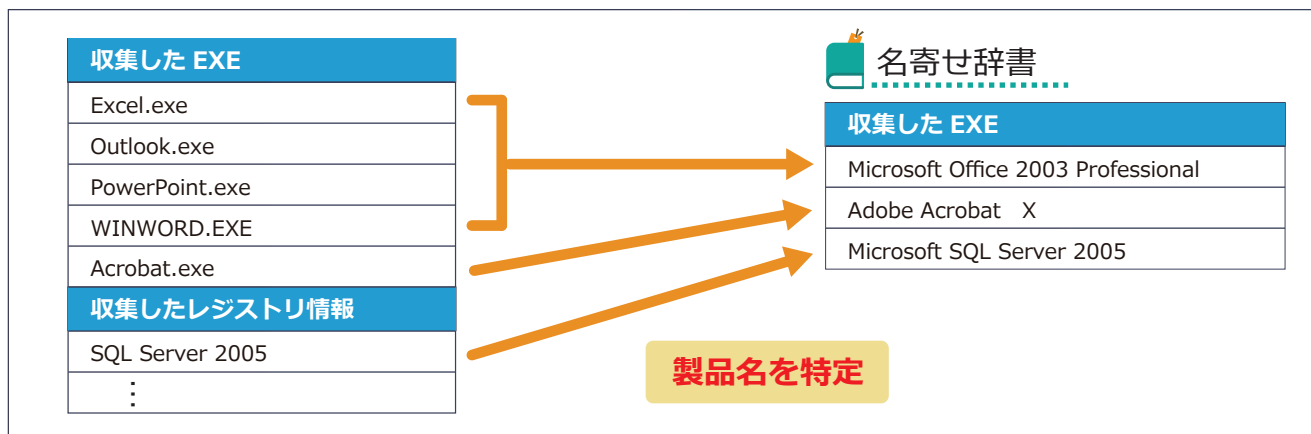 収集した EXE
Excel.exe
Outlook.exe
PowerPoint.exe
WINWORD.EXE
Acrobat.exe
収集したレジストリ情報
SQL Server 2005
⋮
名寄せ辞書
収集した EXE
Microsoft Office 2003 Professional
Adobe Acrobat　X
Microsoft SQL Server 2005
製品名を特定